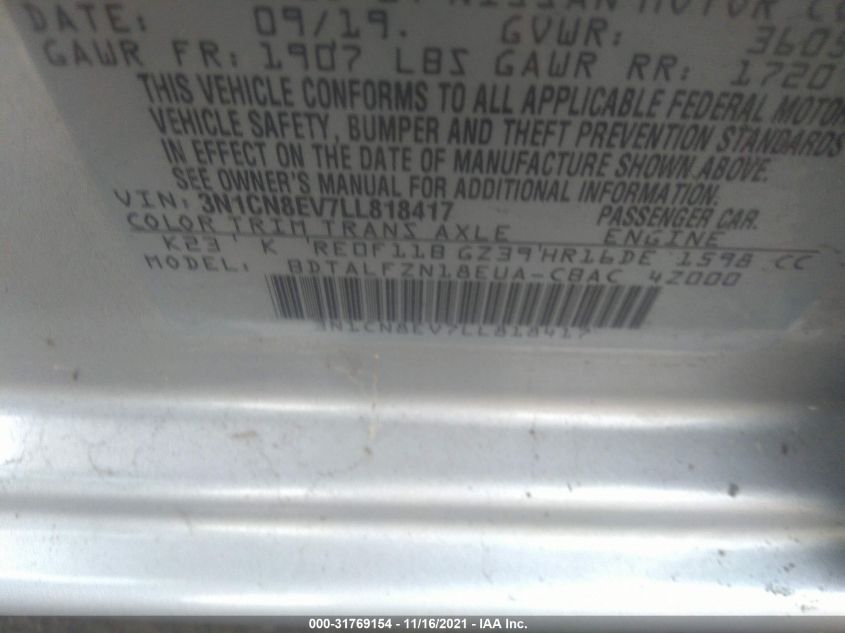 NISSAN MOTOR
DATE: 09/19. GVWR: 3603
GAWR FR: 1907 LBS GAWR RR: 1720
THIS VEHICLE CONFORMS TO ALL APPLICABLE FEDERAL MOTOR
VEHICLE SAFETY, BUMPER AND THEFT PREVENTION STANDARDS
IN EFFECT ON THE DATE OF MANUFACTURE SHOWN ABOVE.
SEE OWNER'S MANUAL FOR ADDITIONAL INFORMATION.
VIN: 3N1CN8EV7LL818417 PASSENGER CAR.
COLOR TRIM TRANS AXLE ENGINE
K23 K RE0F11B GZ39 HR16DE 1598 CC
MODEL: BDTALFZN18EUA-CBAC 4Z000
3N1CN8EV7LL818417
000-31769154 - 11/16/2021 - IAA Inc.